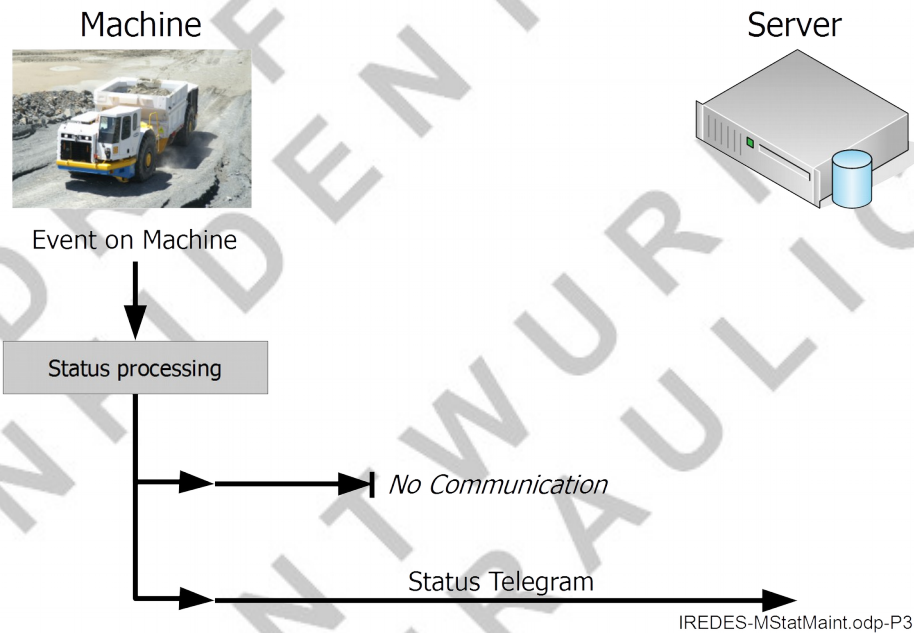 Machine
Server
Event on Machine
Status processing
No Communication
Status Telegram
IREDES-MStatMaint.odp-P3